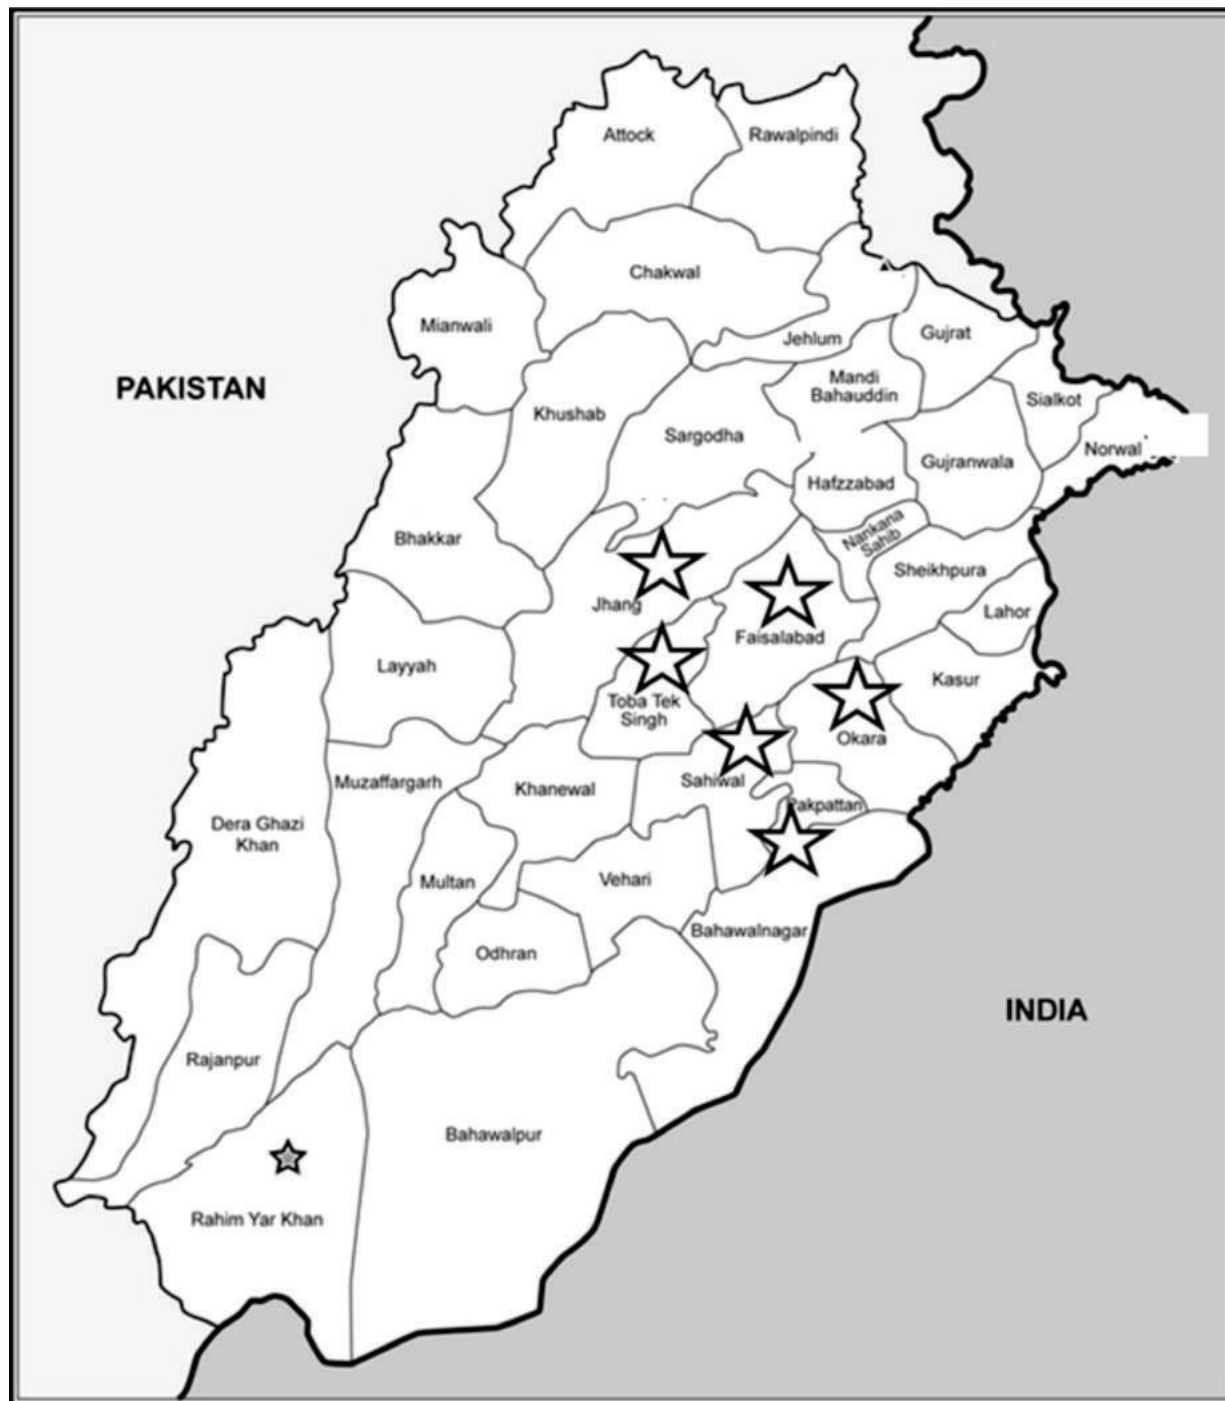 Attock
Rawalpindi
Chakwal
Mianwali
Jehlum
Gujrat
PAKISTAN
Mandi
Bahauddin
Khushab
Sialkot
Sargodha
Norwal
Gujranwala
Hafzzabad
Bhakkar
Nankana
Sahib
Sheikhpura
Jhang
Lahor
Faisalabad
Layyah
Kasur
Toba Tek
Singh
Okara
Muzaffargarh
Sahiwal
Khanewal
Pakpattan
Dera Ghazi
Khan
Multan
Vehari
Bahawalnagar
Odhran
INDIA
Rajanpur
Bahawalpur
Rahim Yar Khan